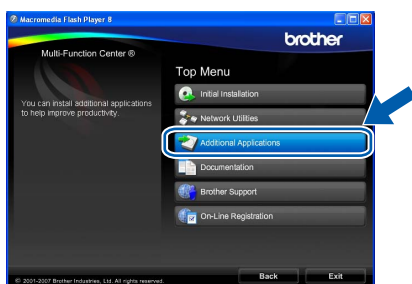 Macromedia Flash Player 8
brother
Multi-Function Center ®
Top Menu
You can install additional applications
to help improve productivity.
Initial Installation
Network Utilities
Additional Applications
Documentation
Brother Support
On-Line Registration
© 2001-2007 Brother Industries, Ltd. All rights reserved.
Back
Exit